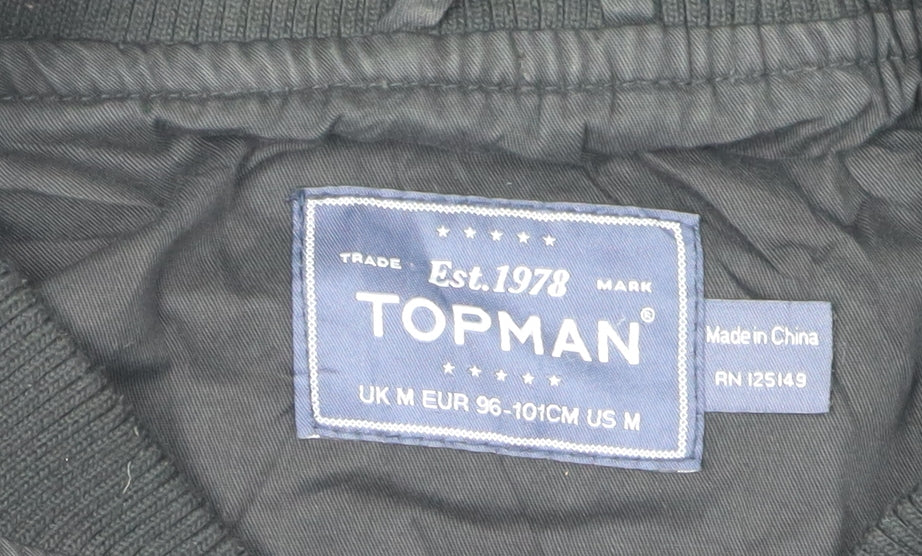 TRADE Est.1978 MARK
TOPMAN®
UK M EUR 96-101CM US M
Made in China
RN 125149